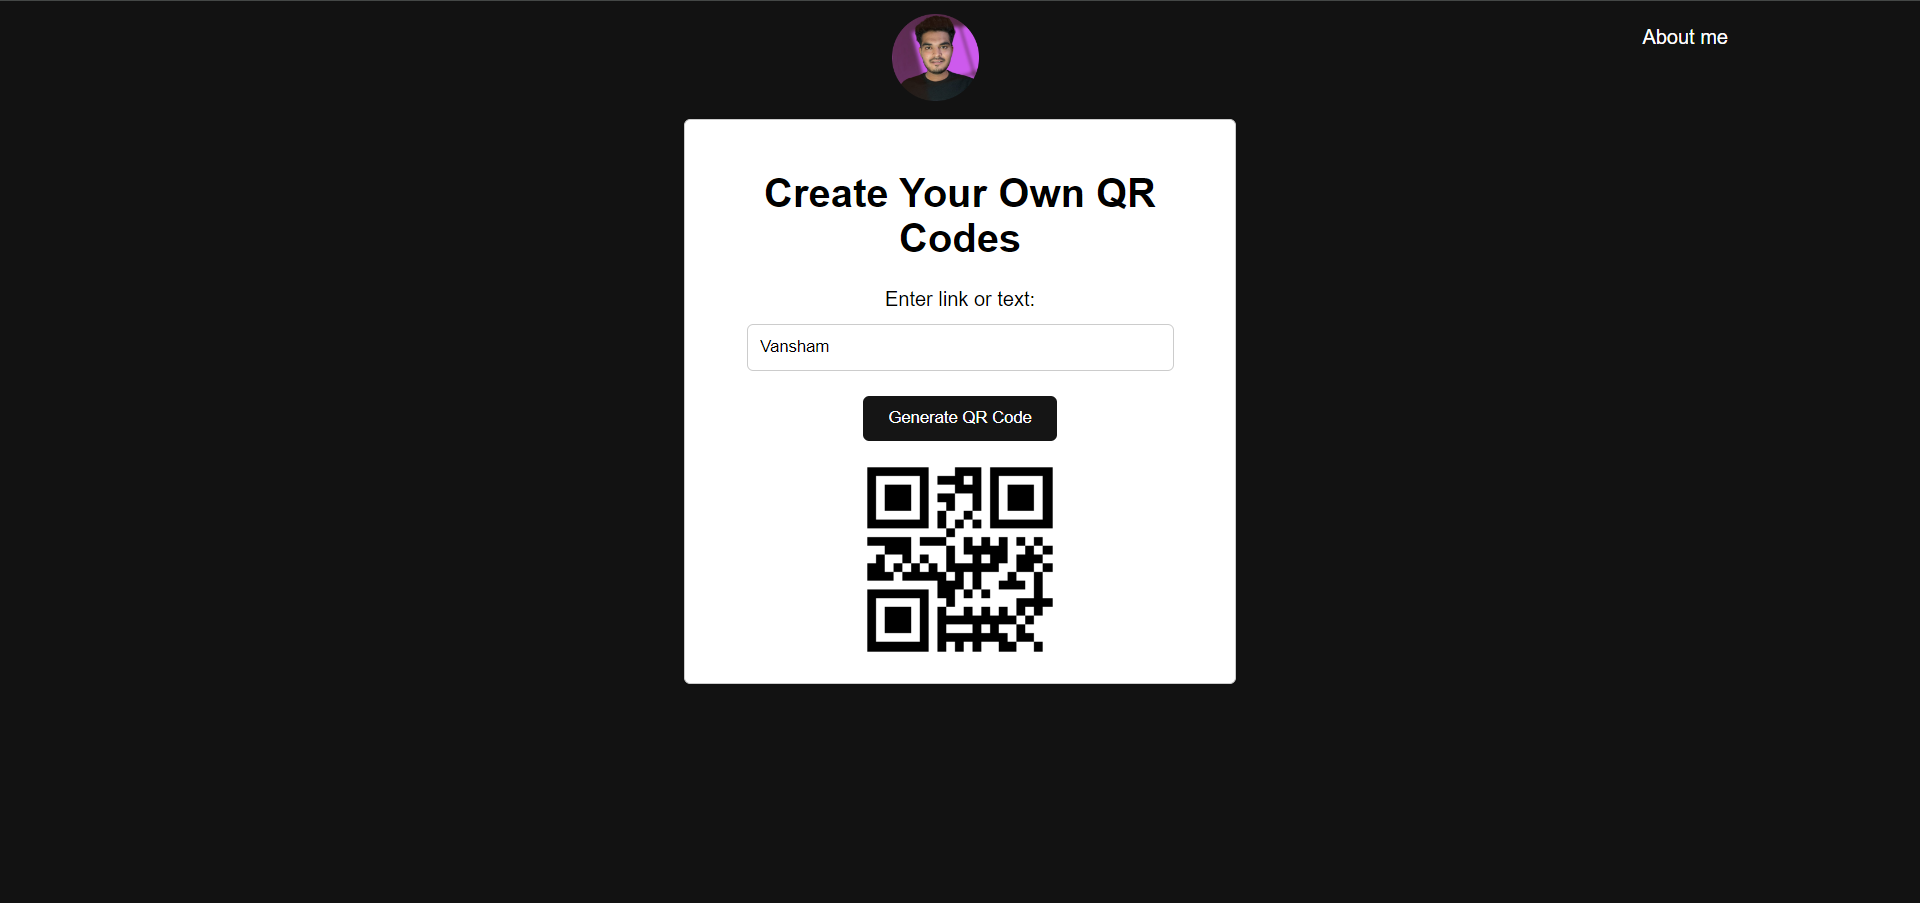 About me
Create Your Own QR
Codes
Enter link or text:
Vansham
Generate QR Code